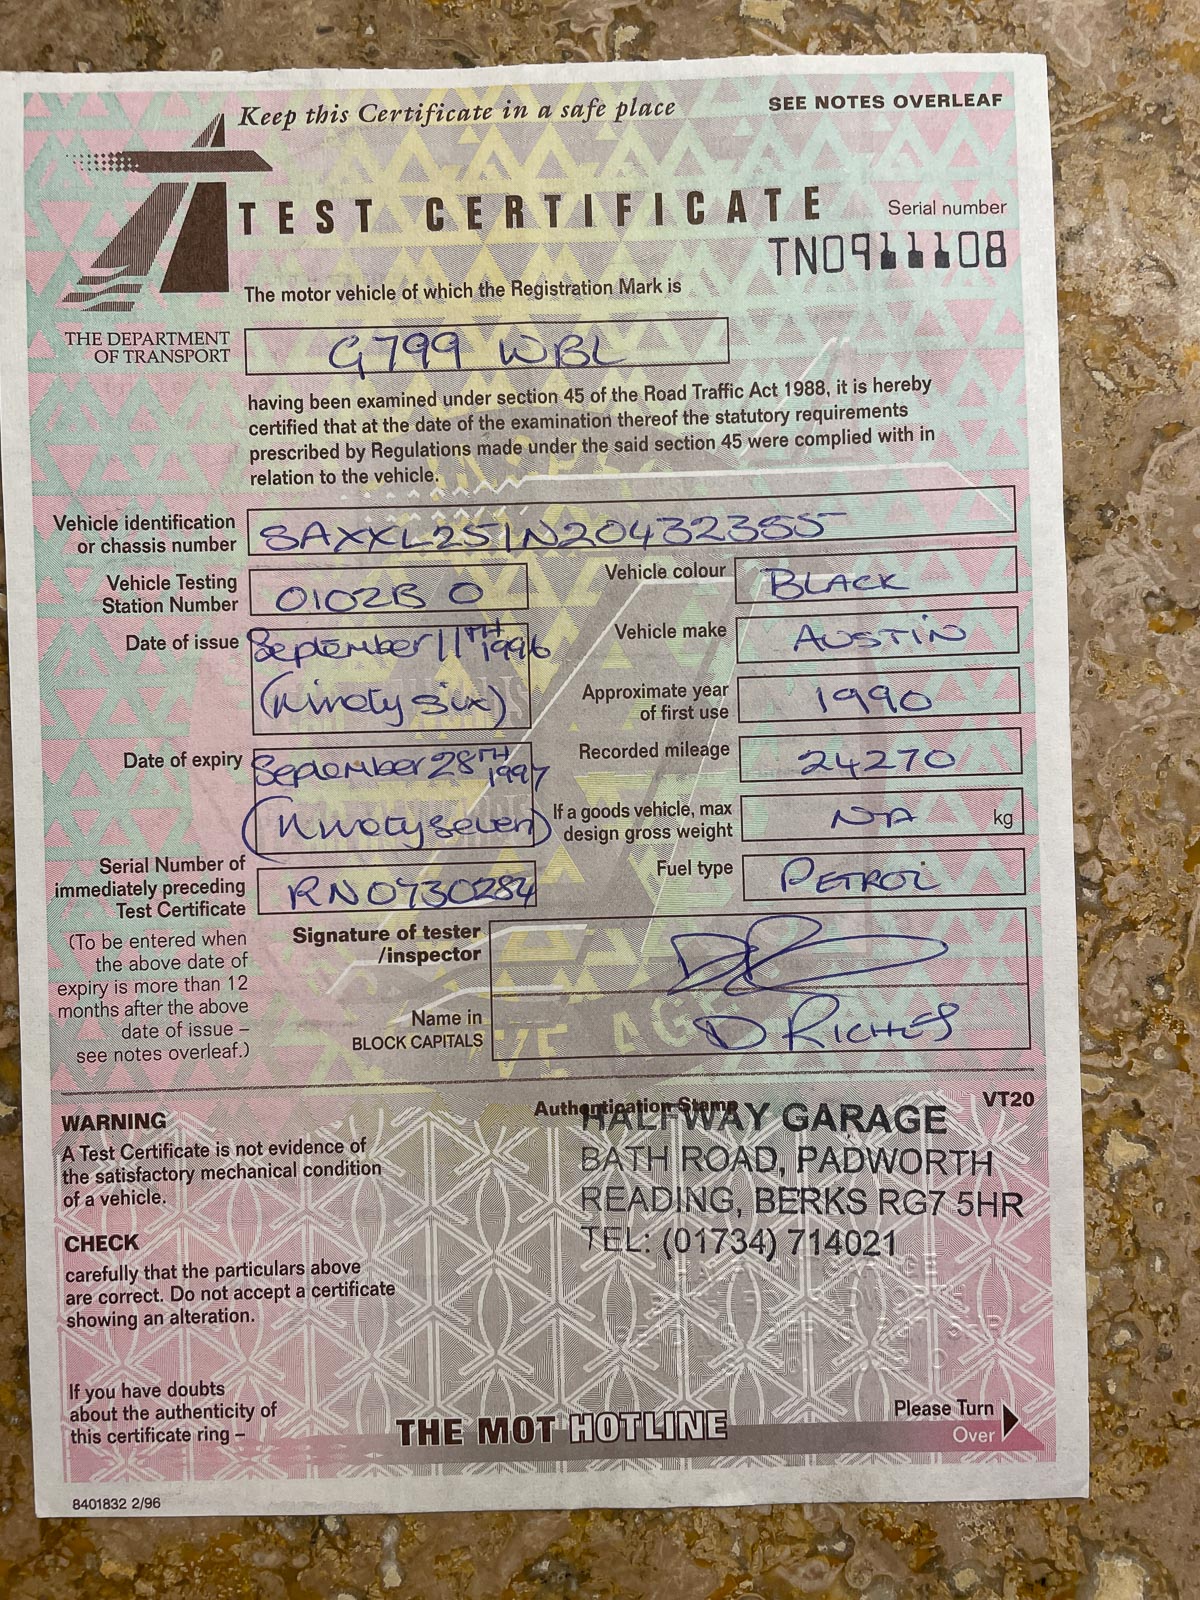 Keep this Certificate in a safe place
SEE NOTES OVERLEAF
TEST CERTIFICATE
Serial number
TN0911108
The motor vehicle of which the Registration Mark is
THE DEPARTMENT
OF TRANSPORT
G799 WBL
having been examined under section 45 of the Road Traffic Act 1988, it is hereby
certified that at the date of the examination thereof the statutory requirements
prescribed by Regulations made under the said section 45 were complied with in
relation to the vehicle.
Vehicle identification
or chassis number
SAXXL251N20432355
Vehicle Testing
Station Number
0102B 0
Vehicle colour
BLACK
Date of issue
September 11TH 1996
(Ninety six)
Vehicle make
AUSTIN
Approximate year
of first use
1990
Date of expiry
September 28TH 1997
(Ninety seven)
Recorded mileage
24270
If a goods vehicle, max
design gross weight
NA
kg
Serial Number of
immediately preceding
Test Certificate
RN0730284
Fuel type
PETROL
(To be entered when
the above date of
expiry is more than 12
months after the above
date of issue –
see notes overleaf.)
Signature of tester
/inspector
Name in
BLOCK CAPITALS
D RICHES
VT20
Authentication Stamp
HALFWAY GARAGE
BATH ROAD, PADWORTH
READING, BERKS RG7 5HR
TEL: (01734) 714021
WARNING
A Test Certificate is not evidence of
the satisfactory mechanical condition
of a vehicle.
CHECK
carefully that the particulars above
are correct. Do not accept a certificate
showing an alteration.
If you have doubts
about the authenticity of
this certificate ring –
THE MOT HOTLINE
Please Turn
Over
8401832 2/96